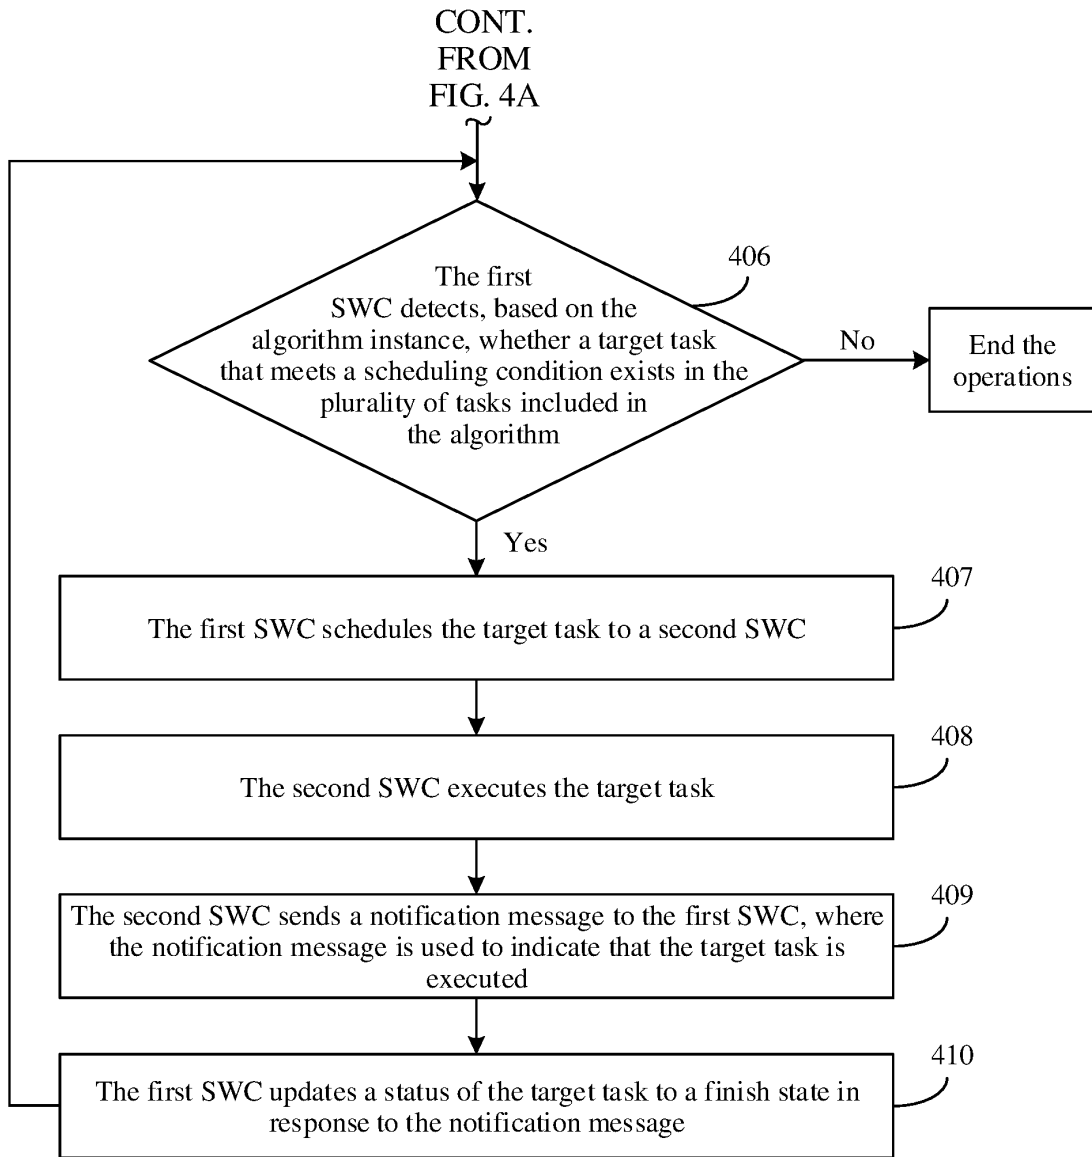 CONT.
FROM
FIG. 4A
406
The first
SWC detects, based on the
algorithm instance, whether a target task
that meets a scheduling condition exists in the
plurality of tasks included in
the algorithm
No
End the
operations
Yes
407
The first SWC schedules the target task to a second SWC
408
The second SWC executes the target task
409
The second SWC sends a notification message to the first SWC, where
the notification message is used to indicate that the target task is
executed
410
The first SWC updates a status of the target task to a finish state in
response to the notification message